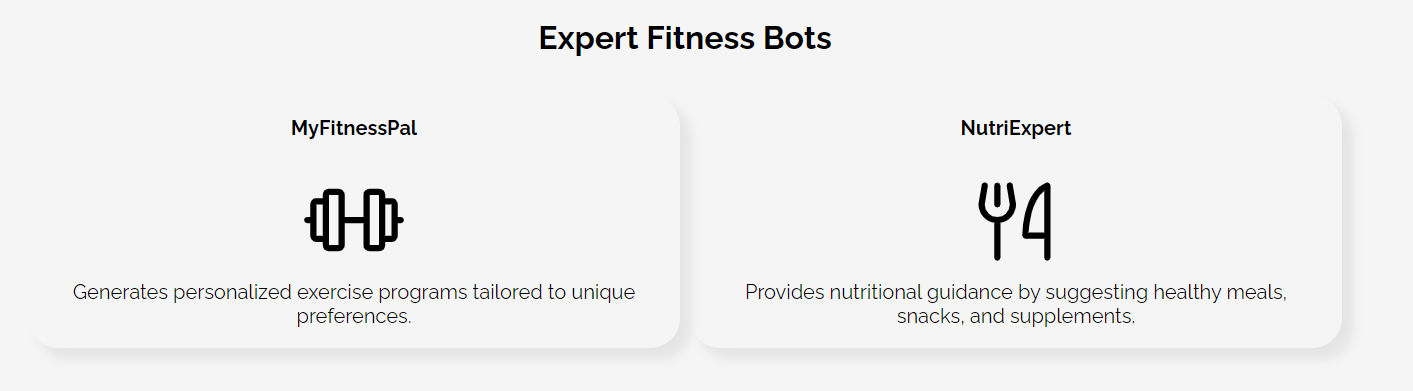 Expert Fitness Bots
MyFitnessPal
Generates personalized exercise programs tailored to unique
preferences.
NutriExpert
Provides nutritional guidance by suggesting healthy meals,
snacks, and supplements.